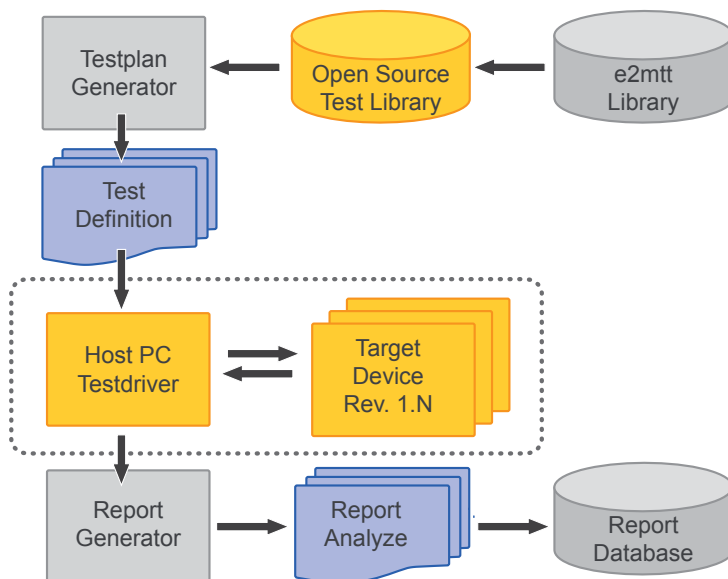 Testplan
Generator
Open Source
Test Library
e2mtt
Library
Test
Definition
Host PC
Testdriver
Target
Device
Rev. 1.N
Report
Generator
Report
Analyze
Report
Database